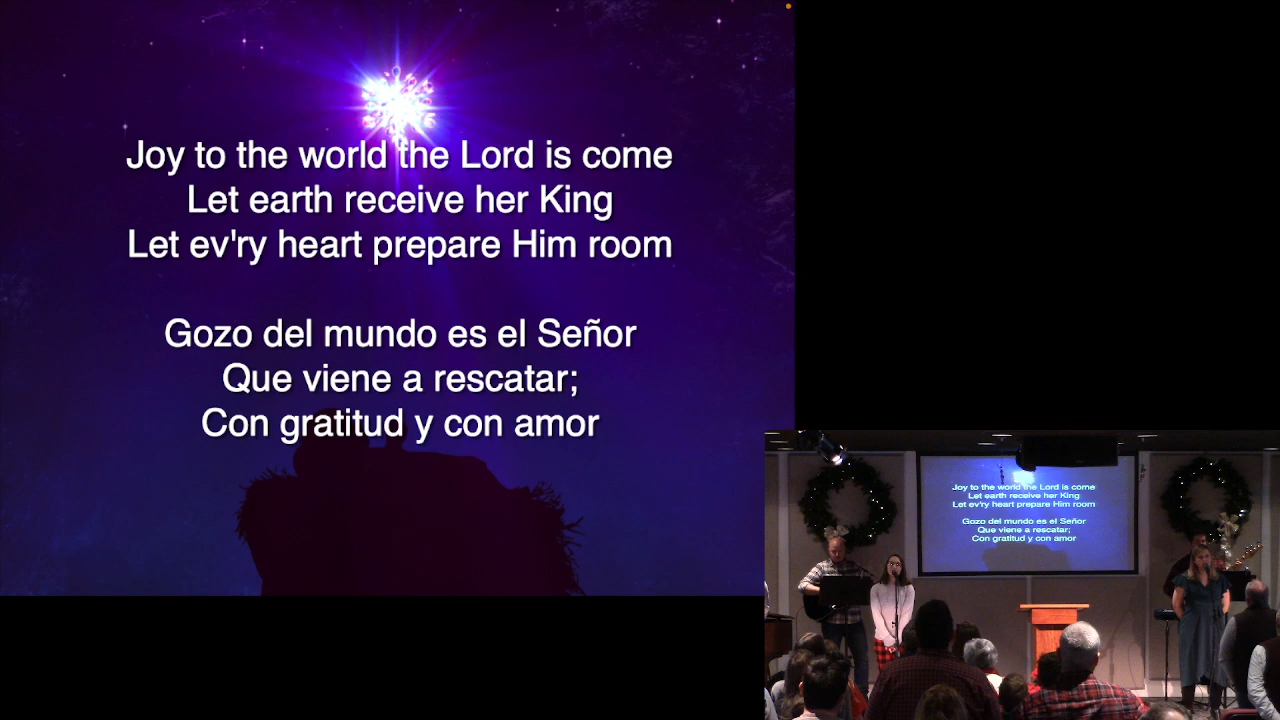 Joy to the world the Lord is come
Let earth receive her King
Let ev'ry heart prepare Him room
Gozo del mundo es el Señor
Que viene a rescatar;
Con gratitud y con amor
Joy to the world the Lord is come
Let earth receive her King
Let ev'ry heart prepare Him room
Gozo del mundo es el Señor
Que viene a rescatar;
Con gratitud y con amor